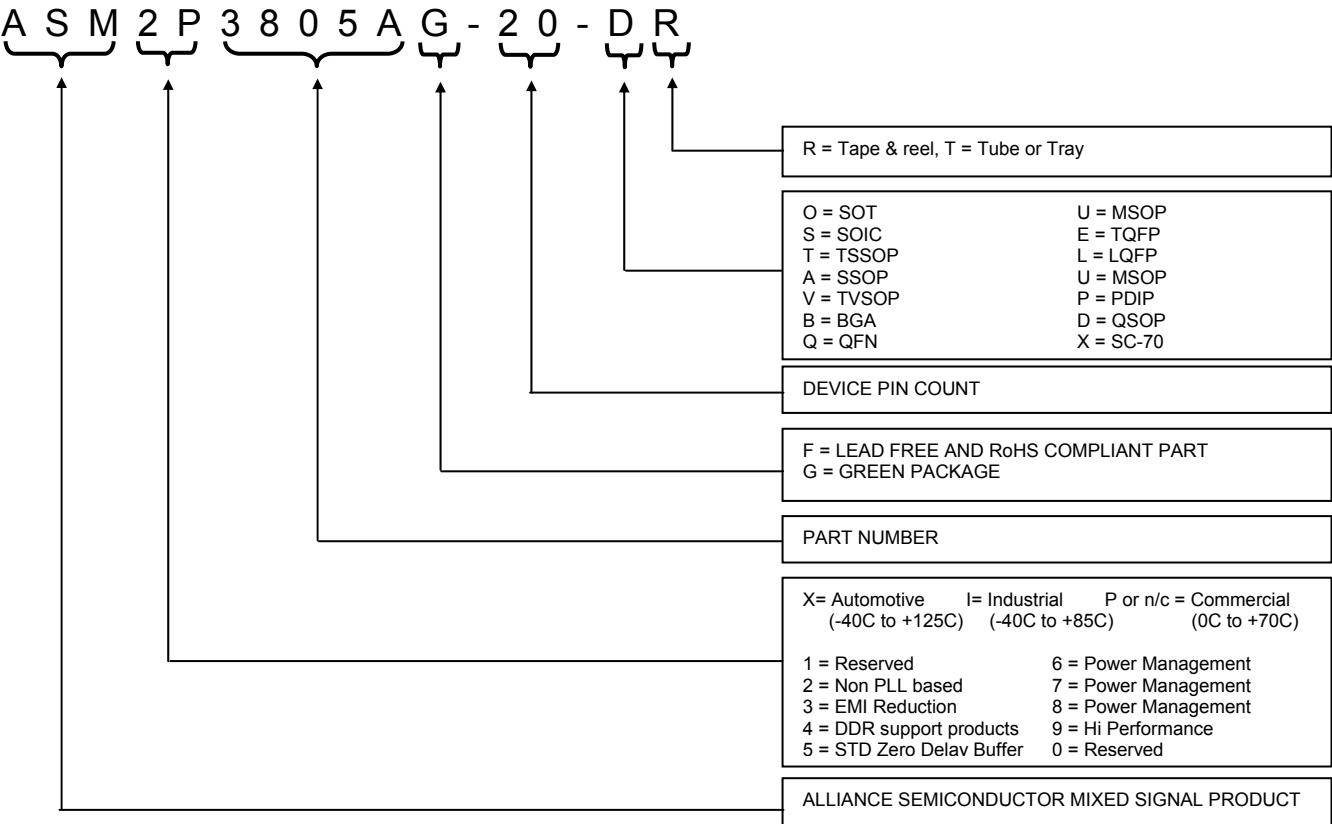 A S M 2 P 3 8 0 5 A G - 2 0 - D R
R = Tape & reel, T = Tube or Tray
O = SOT U = MSOP
S = SOIC E = TQFP
T = TSSOP L = LQFP
A = SSOP U = MSOP
V = TVSOP P = PDIP
B = BGA D = QSOP
Q = QFN X = SC-70
DEVICE PIN COUNT
F = LEAD FREE AND RoHS COMPLIANT PART
G = GREEN PACKAGE
PART NUMBER
X= Automotive I= Industrial P or n/c = Commercial
(-40C to +125C) (-40C to +85C) (0C to +70C)
1 = Reserved 6 = Power Management
2 = Non PLL based 7 = Power Management
3 = EMI Reduction 8 = Power Management
4 = DDR support products 9 = Hi Performance
5 = STD Zero Delay Buffer 0 = Reserved
ALLIANCE SEMICONDUCTOR MIXED SIGNAL PRODUCT